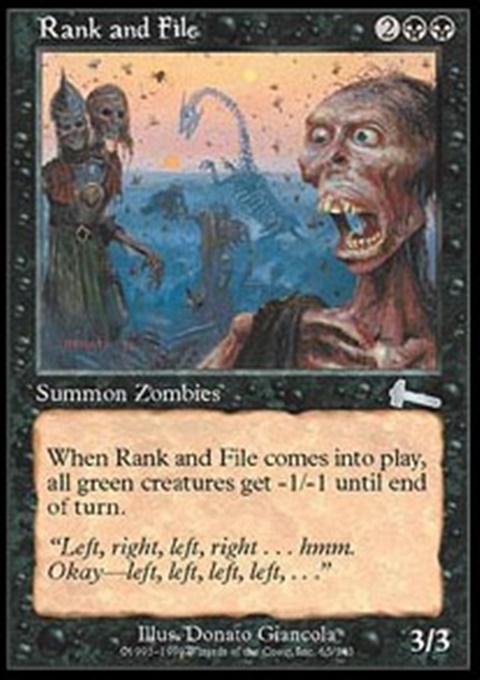 Rank and File 2
Summon Zombies
When Rank and File comes into play,
all green creatures get -1/-1 until end
of turn.
"Left, right, left, right . . . hmm.
Okay—left, left, left, left, . . ."
Illus. Donato Giancola
3/3